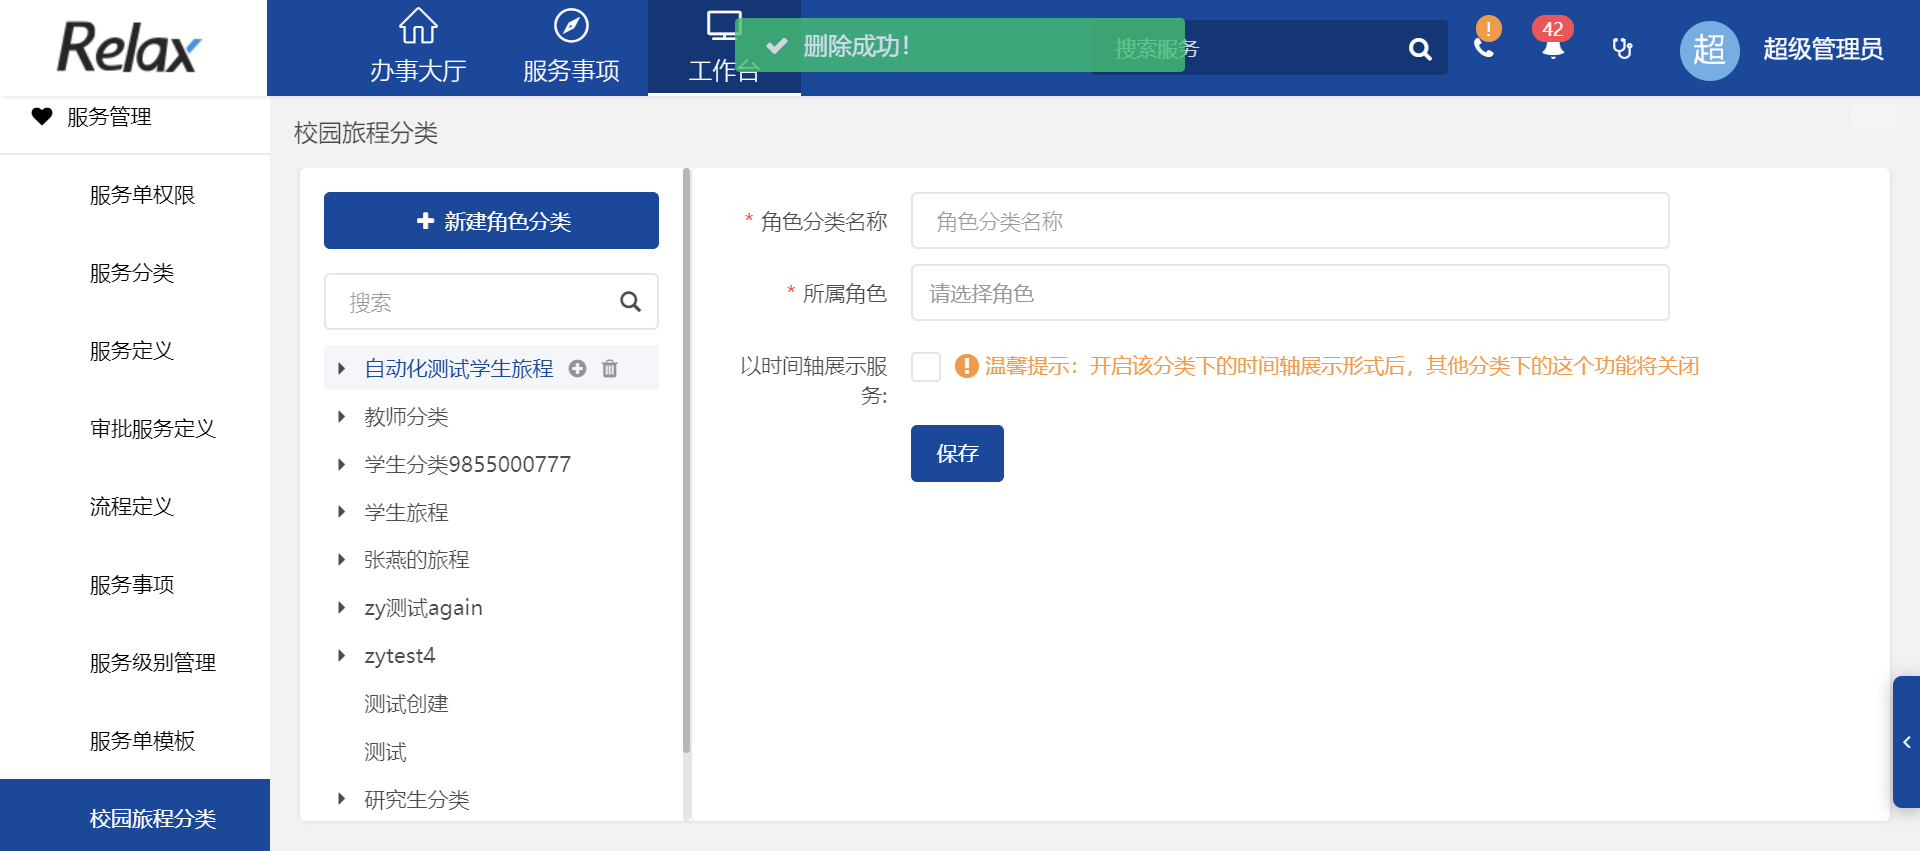 Relax
办事大厅
服务事项
工作台
删除成功！
搜索服务
!
42
超
超级管理员
服务管理
服务单权限
服务分类
服务定义
审批服务定义
流程定义
服务事项
服务级别管理
服务单模板
校园旅程分类
校园旅程分类
新建角色分类
搜索
自动化测试学生旅程
教师分类
学生分类9855000777
学生旅程
张燕的旅程
zy测试again
zytest4
测试创建
测试
研究生分类
* 角色分类名称
角色分类名称
* 所属角色
请选择角色
以时间轴展示服
务:
温馨提示：开启该分类下的时间轴展示形式后，其他分类下的这个功能将关闭
保存